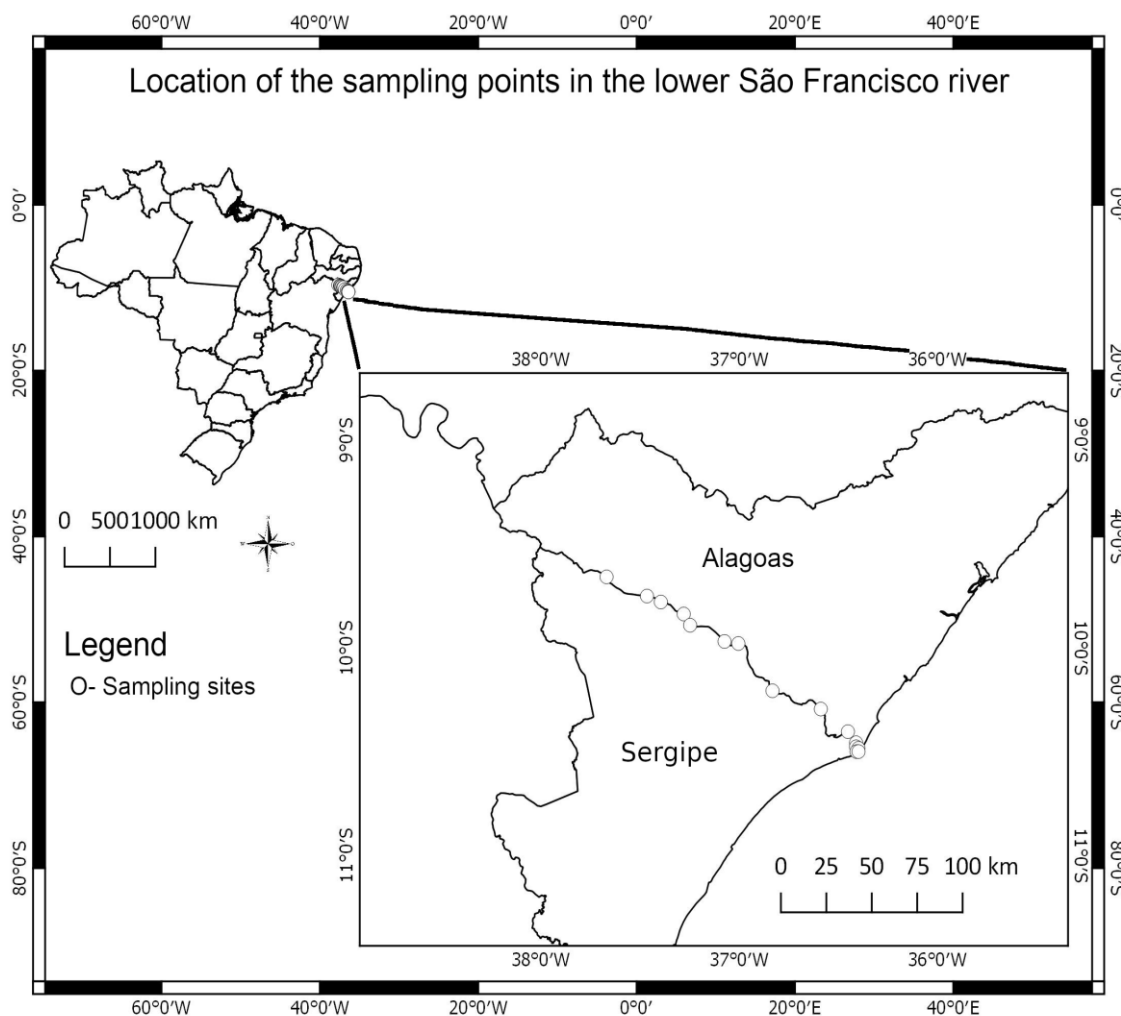 60°0'W 40°0'W 20°0'W 0°0′ 20°0'E 40°0'E
Location of the sampling points in the lower São Francisco river
0°0′ 0°0′
20°0'S 20°0'S
38°0'W 37°0'W 36°0'W
9°0'S 9°0'S
0 5001000 km
40°0'S 40°0'S
Alagoas
Legend
10°0'S 10°0'S
O- Sampling sites
60°0'S 60°0'S
Sergipe
11°0'S 11°0'S
0 25 50 75 100 km
80°0'S 80°0'S
38°0'W 37°0'W 36°0'W
60°0'W 40°0'W 20°0'W 0°0′ 20°0'E 40°0'E